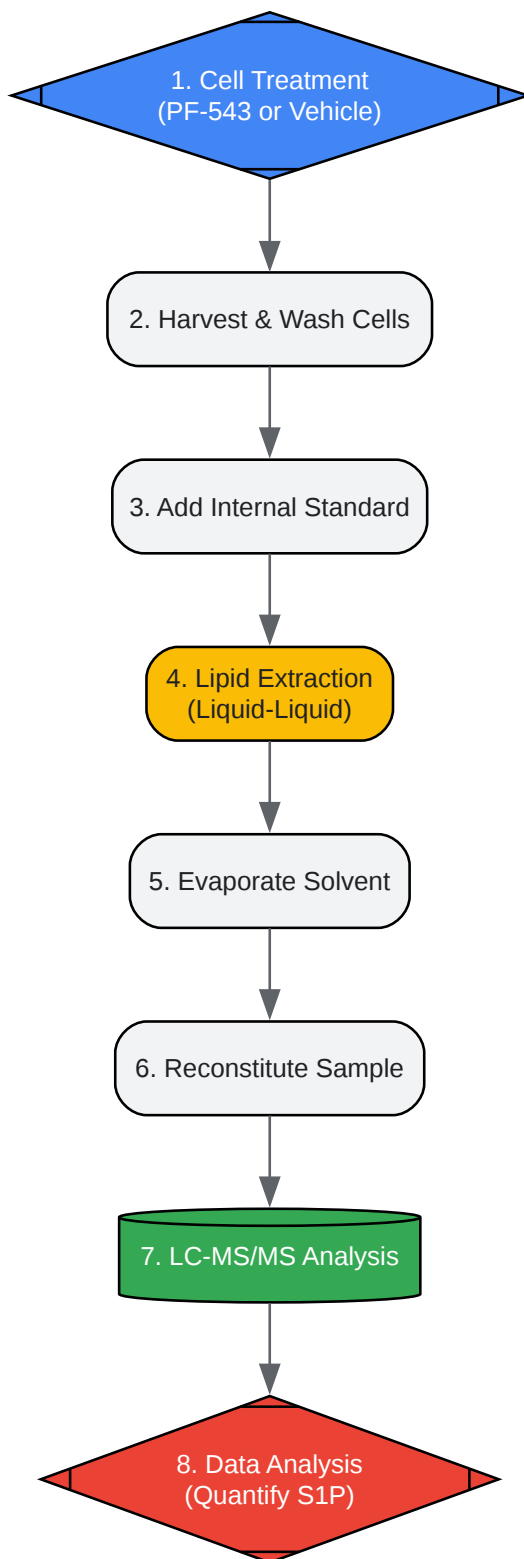 1. Cell Treatment
(PF-543 or Vehicle)
2. Harvest & Wash Cells
3. Add Internal Standard
4. Lipid Extraction
(Liquid-Liquid)
5. Evaporate Solvent
6. Reconstitute Sample
7. LC-MS/MS Analysis
8. Data Analysis
(Quantify S1P)